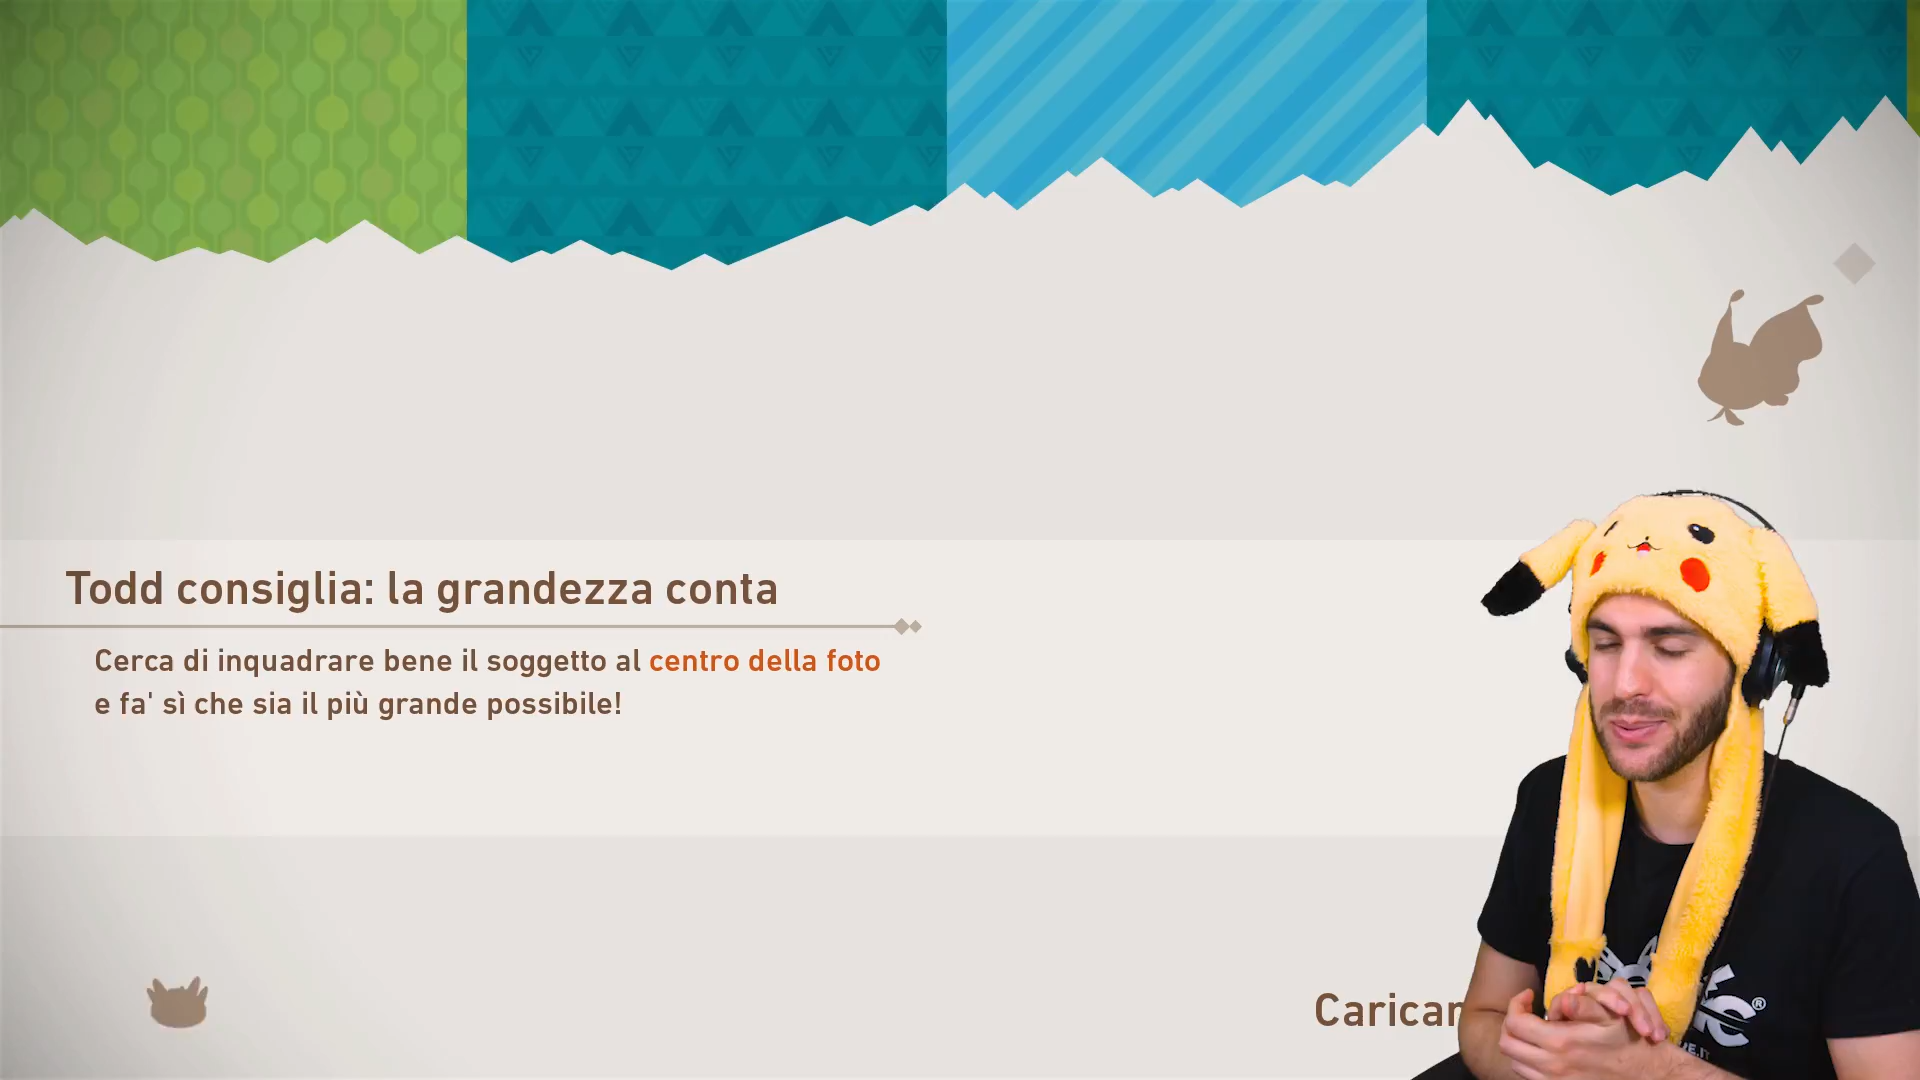 Todd consiglia: la grandezza conta
Cerca di inquadrare bene il soggetto al centro della foto
e fa' sì che sia il più grande possibile!